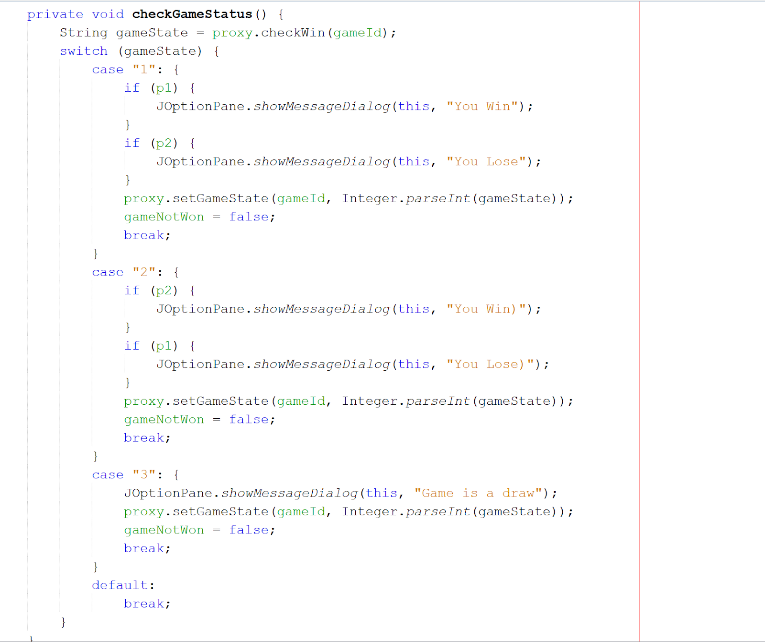 private void checkGameStatus() {
    String gameState = proxy.checkWin(gameId);
    switch (gameState) {
        case "1": {
            if (p1) {
                JOptionPane.showMessageDialog(this, "You Win");
            }
            if (p2) {
                JOptionPane.showMessageDialog(this, "You Lose");
            }
            proxy.setGameState(gameId, Integer.parseInt(gameState));
            gameNotWon = false;
            break;
        }
        case "2": {
            if (p2) {
                JOptionPane.showMessageDialog(this, "You Win)");
            }
            if (p1) {
                JOptionPane.showMessageDialog(this, "You Lose)");
            }
            proxy.setGameState(gameId, Integer.parseInt(gameState));
            gameNotWon = false;
            break;
        }
        case "3": {
            JOptionPane.showMessageDialog(this, "Game is a draw");
            proxy.setGameState(gameId, Integer.parseInt(gameState));
            gameNotWon = false;
            break;
        }
        default:
            break;
    }